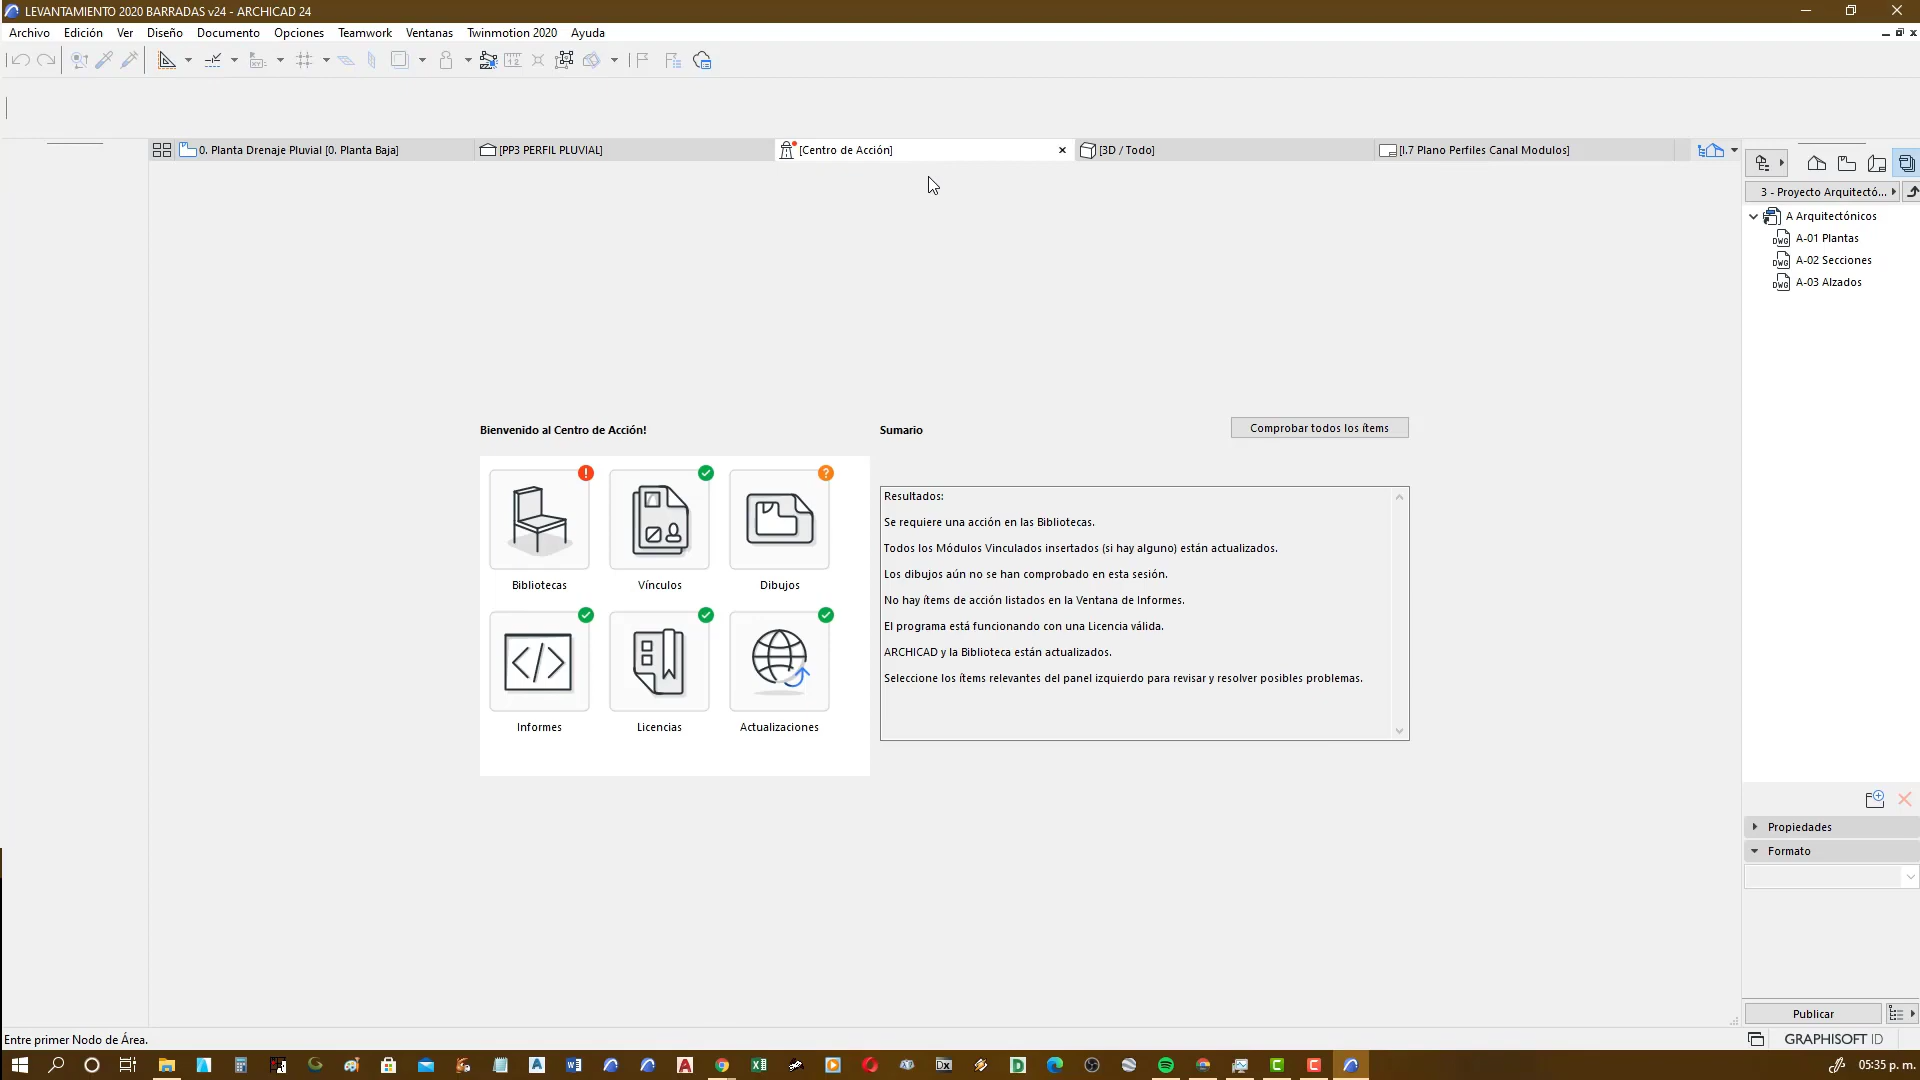 LEVANTAMIENTO 2020 BARRADAS v24 - ARCHICAD 24
Archivo Edición Ver Diseño Documento Opciones Teamwork Ventanas Twinmotion 2020 Ayuda
0. Planta Drenaje Pluvial [0. Planta Baja]
[PP3 PERFIL PLUVIAL]
[Centro de Acción]
[3D / Todo]
[I.7 Plano Perfiles Canal Modulos]
3 - Proyecto Arquitectó...
A Arquitectónicos
A-01 Plantas
A-02 Secciones
A-03 Alzados
Bienvenido al Centro de Acción!
Sumario
Comprobar todos los ítems
Bibliotecas
Vínculos
Dibujos
Informes
Licencias
Actualizaciones
Resultados:
Se requiere una acción en las Bibliotecas.
Todos los Módulos Vinculados insertados (si hay alguno) están actualizados.
Los dibujos aún no se han comprobado en esta sesión.
No hay ítems de acción listados en la Ventana de Informes.
El programa está funcionando con una Licencia válida.
ARCHICAD y la Biblioteca están actualizados.
Seleccione los ítems relevantes del panel izquierdo para revisar y resolver posibles problemas.
Propiedades
Formato
Publicar
Entre primer Nodo de Área.
GRAPHISOFT ID
05:35 p. m.